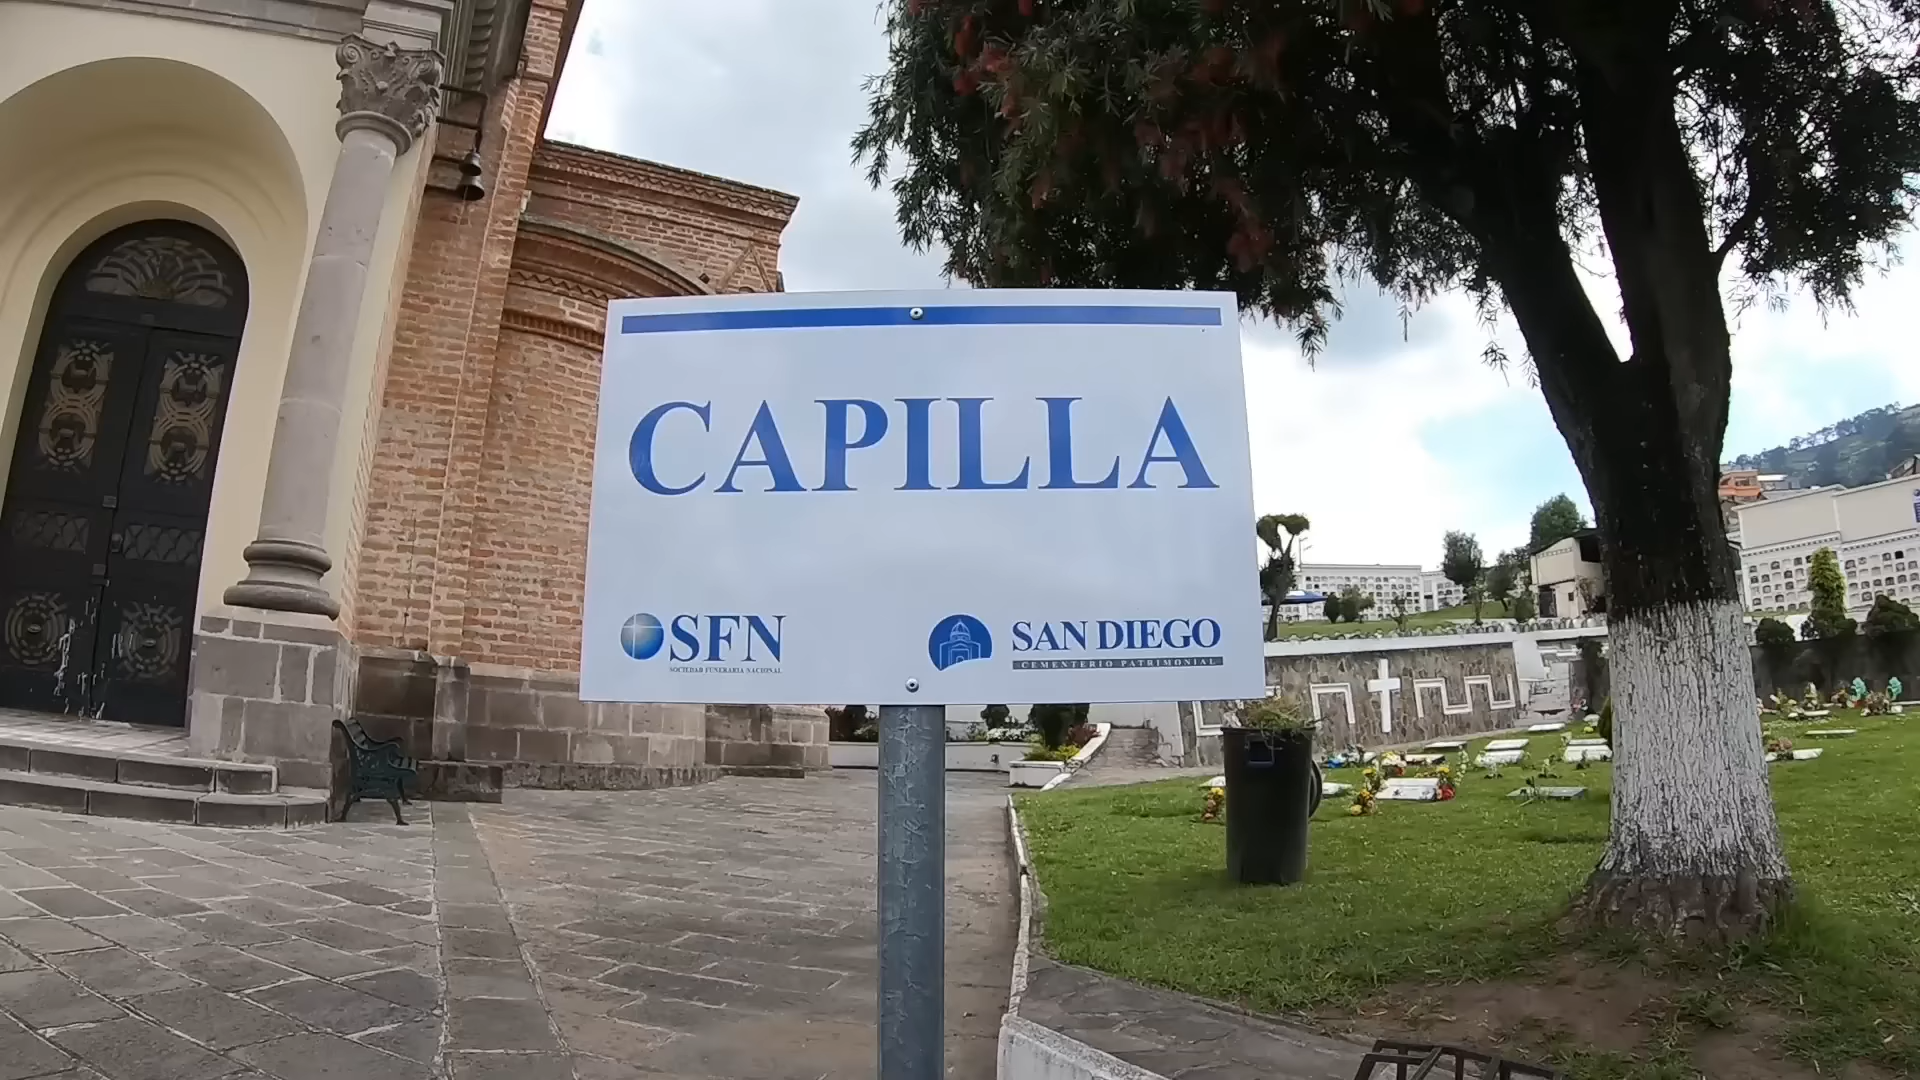 CAPILLA
SFN
SOCIEDAD FUNERARIA NACIONAL
SAN DIEGO
CEMENTERIO PATRIMONIAL